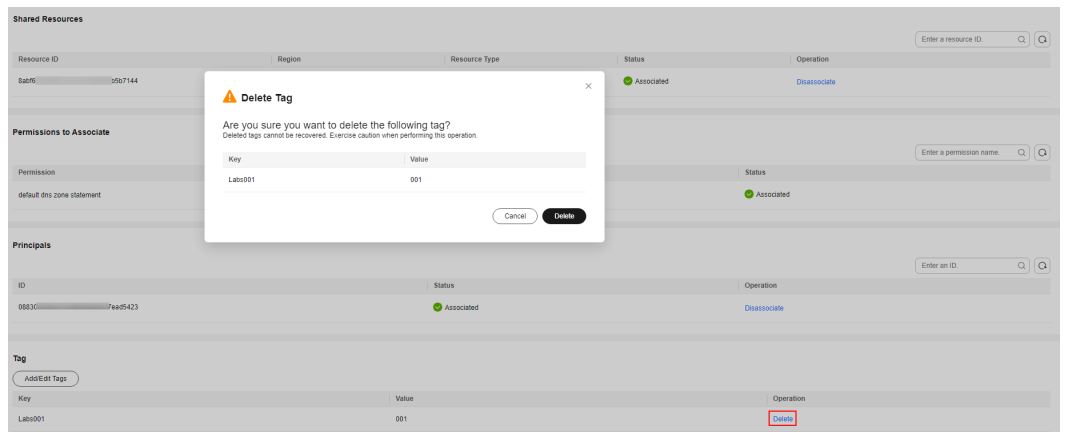 Shared Resources
Enter a resource ID.
Resource ID Region Resource Type Status Operation
8abf6 b5b7144 Associated Disassociate
Delete Tag
Are you sure you want to delete the following tag?
Deleted tags cannot be recovered. Exercise caution when performing this operation.
Key Value
Labs001 001
Cancel Delete
Permissions to Associate
Enter a permission name.
Permission Status
default dns zone statement Associated
Principals
Enter an ID.
ID Status Operation
08830 7ead5423 Associated Disassociate
Tag
Add/Edit Tags
Key Value Operation
Labs001 001 Delete